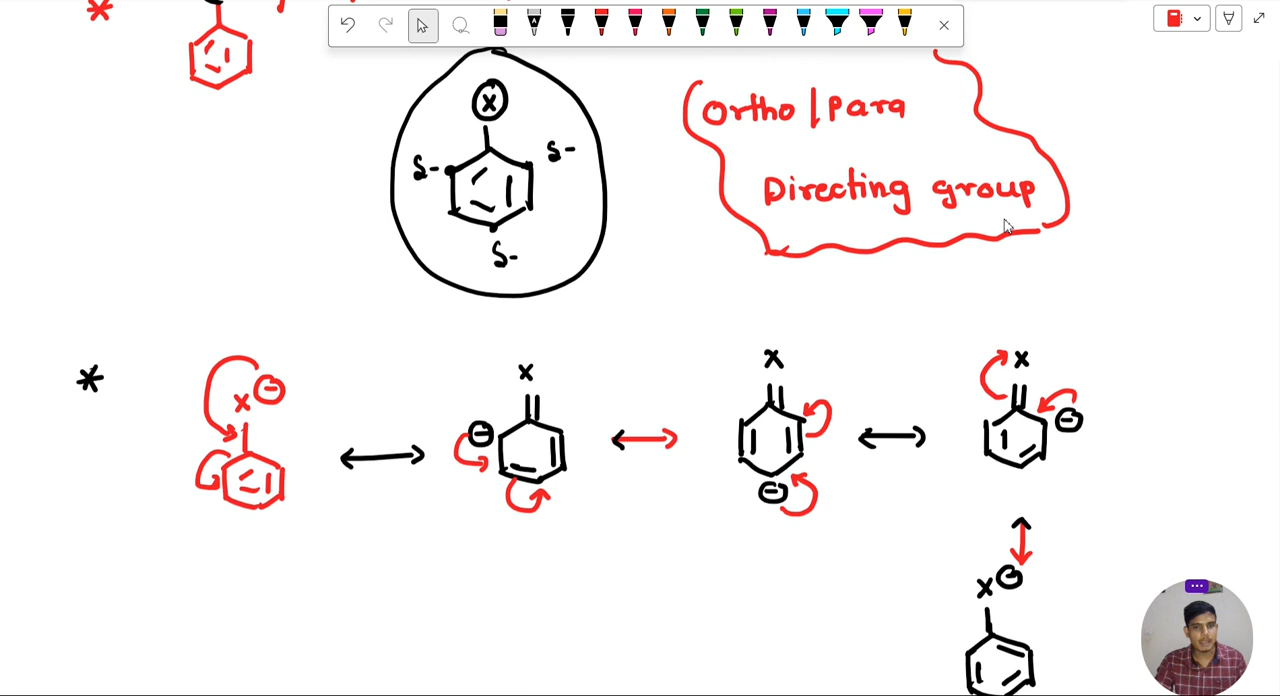 *
X
S-
S-
S-
Ortho | Para
Directing group
*
X⊖
X
⊖
X
⊖
X
⊖
X⊖